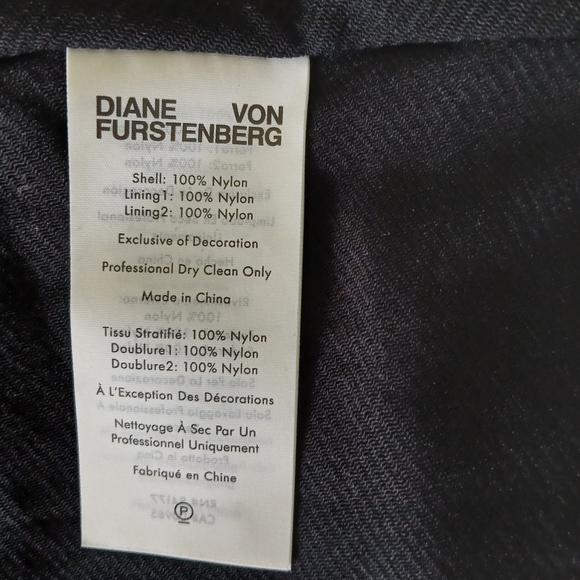 DIANE VON
FURSTENBERG
Shell: 100% Nylon
Lining1: 100% Nylon
Lining2: 100% Nylon
Exclusive of Decoration
Professional Dry Clean Only
Made in China
Tissu Stratifié: 100% Nylon
Doublure1: 100% Nylon
Doublure2: 100% Nylon
À L'Exception Des Décorations
Nettoyage À Sec Par Un
Professionnel Uniquement
Fabriqué en Chine
P